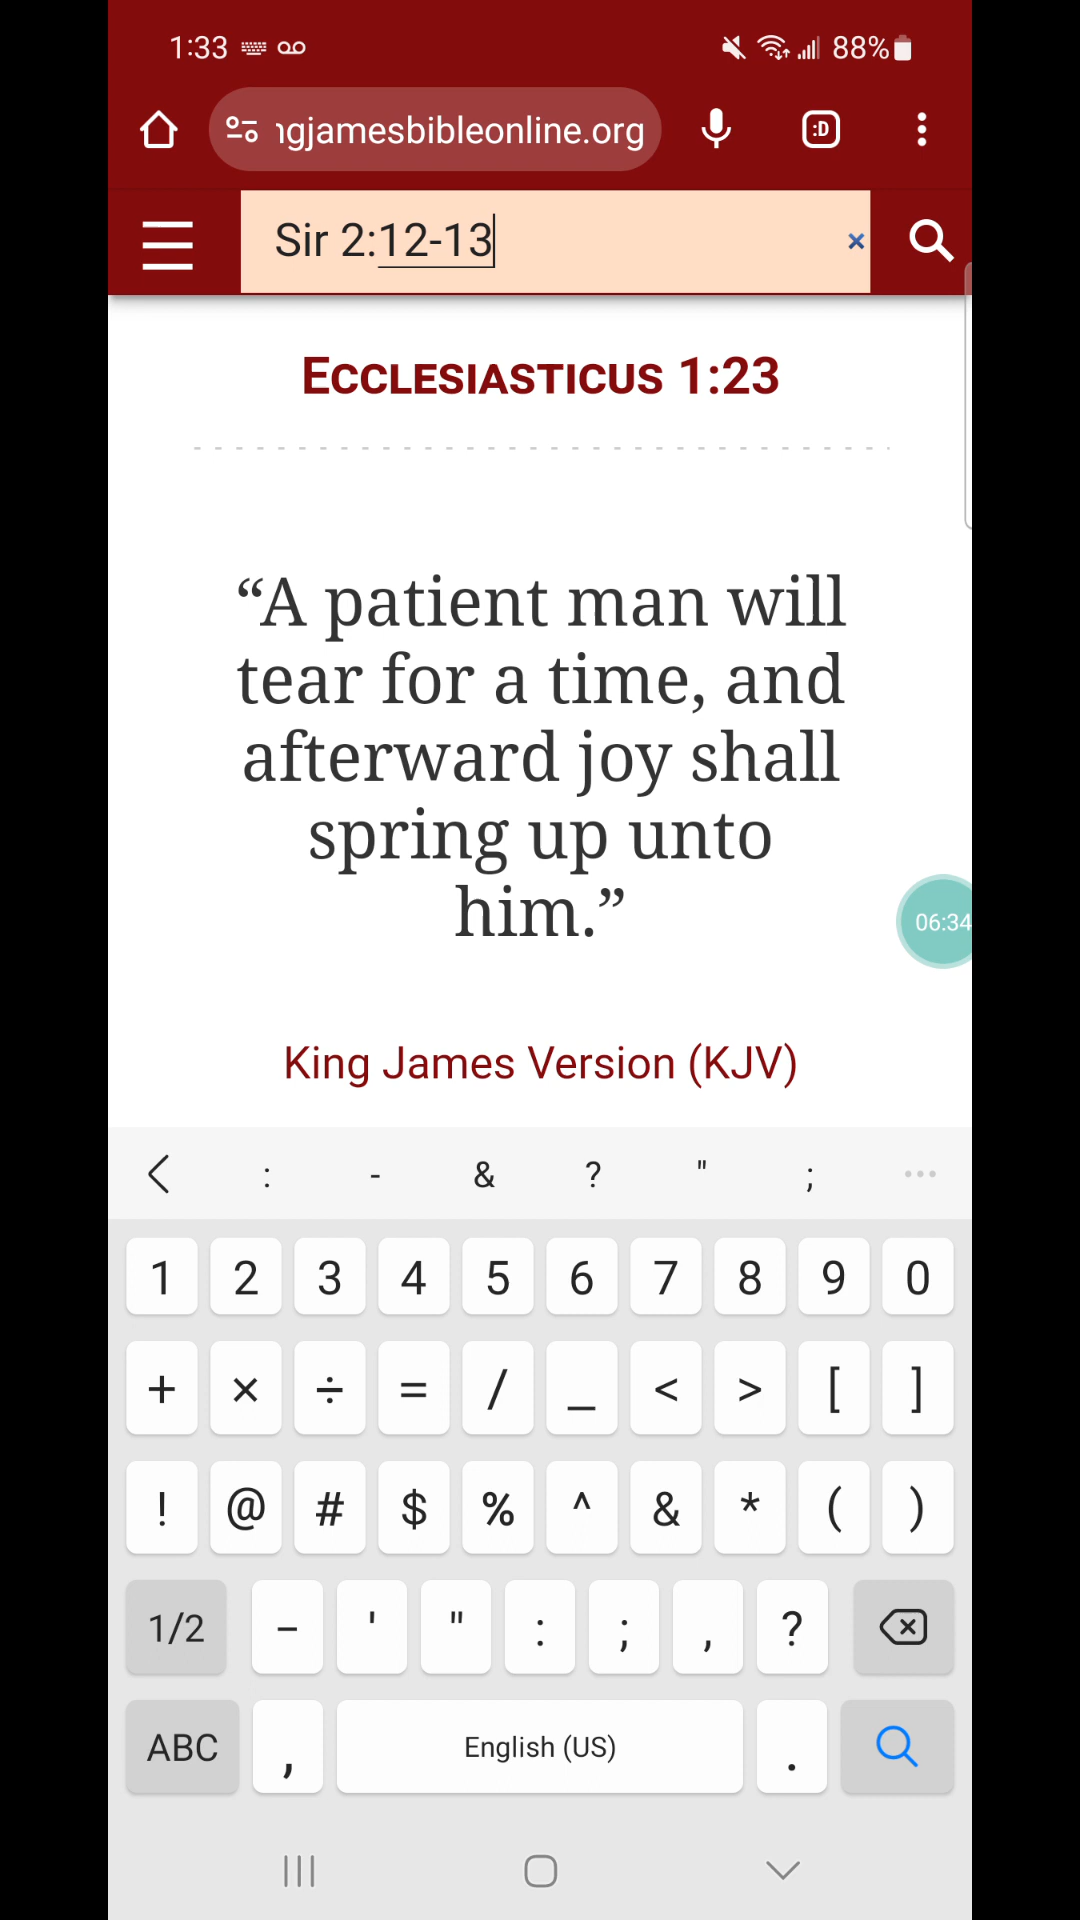 1:33 88%
ngjamesbibleonline.org :D
Sir 2:12-13 ×
ECCLESIASTICUS 1:23
“A patient man will
tear for a time, and
afterward joy shall
spring up unto
him.”
06:34
King James Version (KJV)
: - & ? " ; ...
1 2 3 4 5 6 7 8 9 0
+ × ÷ = / _ < > [ ]
! @ # $ % ^ & * ( )
1/2 - ' " : ; , ?
ABC , English (US) .